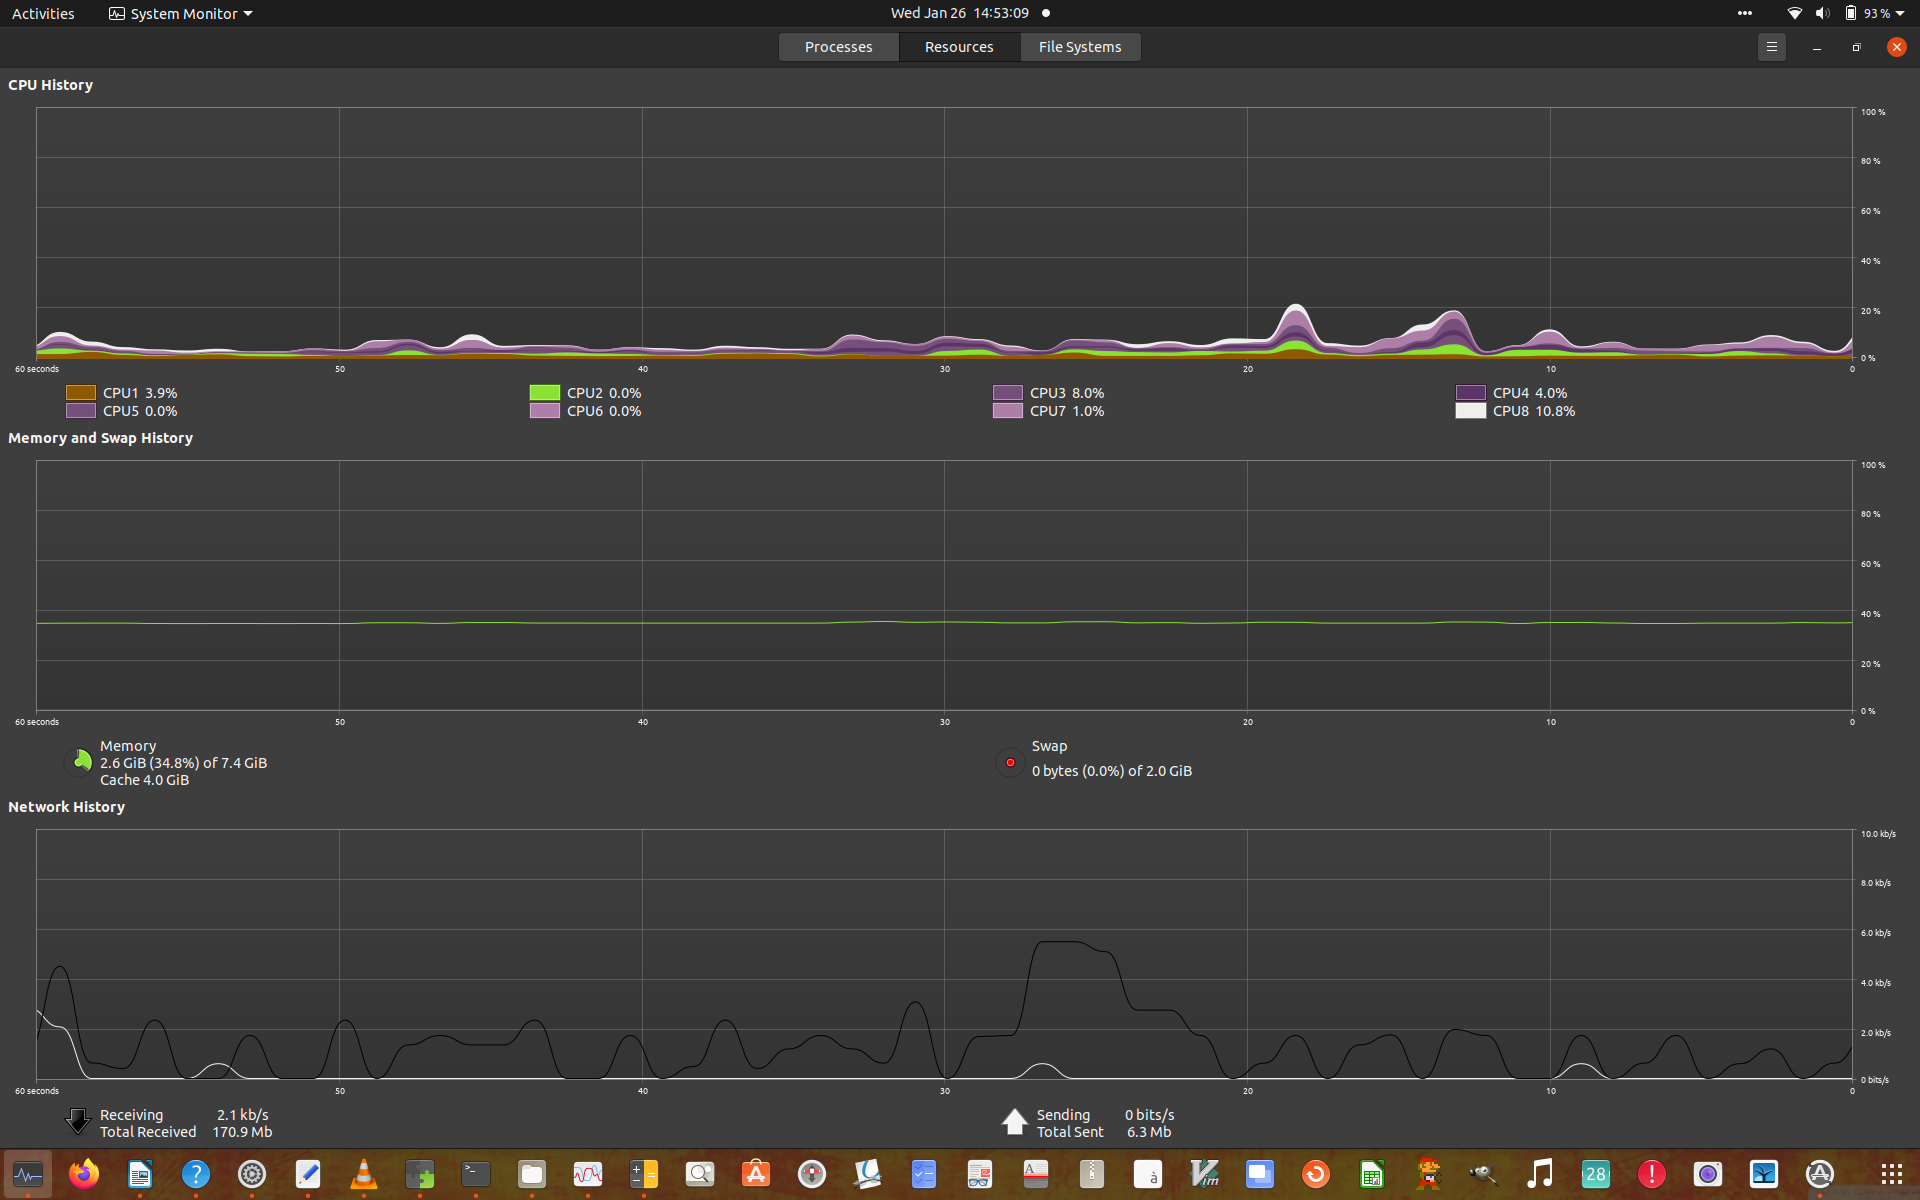 Activities System Monitor Wed Jan 26 14:53:09 93 %
Processes Resources File Systems
CPU History
100 %
80 %
60 %
40 %
20 %
0 %
60 seconds 50 40 30 20 10 0
CPU1 3.9% CPU2 0.0% CPU3 8.0% CPU4 4.0%
CPU5 0.0% CPU6 0.0% CPU7 1.0% CPU8 10.8%
Memory and Swap History
100 %
80 %
60 %
40 %
20 %
0 %
60 seconds 50 40 30 20 10 0
Memory
2.6 GiB (34.8%) of 7.4 GiB
Cache 4.0 GiB
Swap
0 bytes (0.0%) of 2.0 GiB
Network History
10.0 kb/s
8.0 kb/s
6.0 kb/s
4.0 kb/s
2.0 kb/s
0 bits/s
60 seconds 50 40 30 20 10 0
Receiving 2.1 kb/s Sending 0 bits/s
Total Received 170.9 Mb Total Sent 6.3 Mb
? >_ A à Vim 28 !